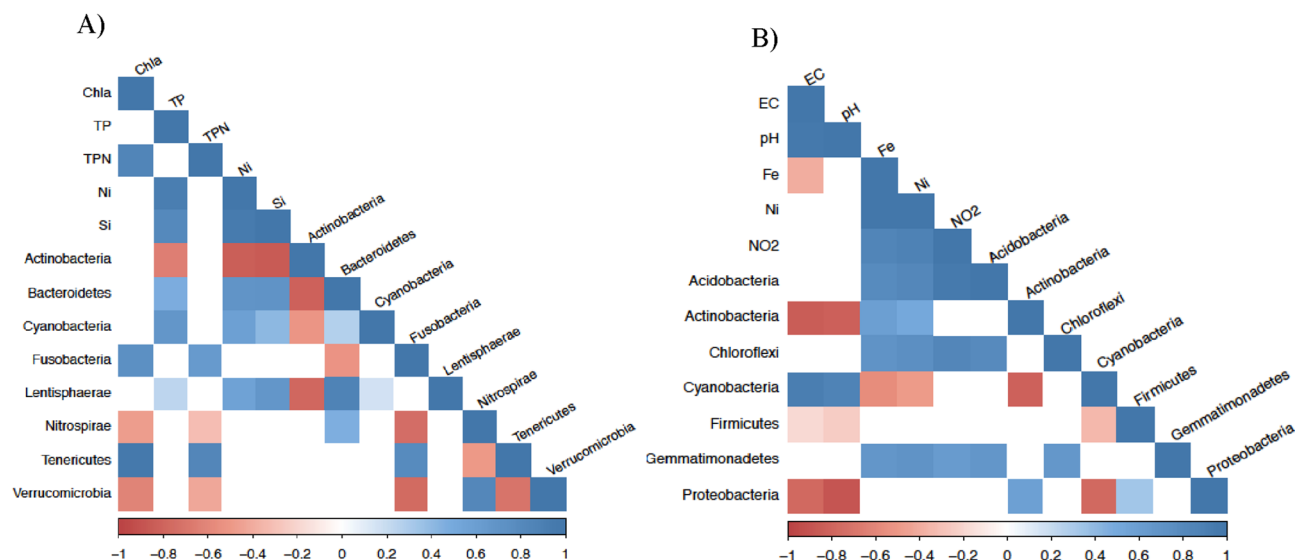 A)
Chla
TP
TPN
Ni
Si
Actinobacteria
Bacteroidetes
Cyanobacteria
Fusobacteria
Lentisphaerae
Nitrospirae
Tenericutes
Verrucomicrobia
Chla
TP
TPN
Ni
Si
Actinobacteria
Bacteroidetes
Cyanobacteria
Fusobacteria
Lentisphaerae
Nitrospirae
Tenericutes
Verrucomicrobia
−1 −0.8 −0.6 −0.4 −0.2 0 0.2 0.4 0.6 0.8 1
B)
EC
pH
Fe
Ni
NO2
Acidobacteria
Actinobacteria
Chloroflexi
Cyanobacteria
Firmicutes
Gemmatimonadetes
Proteobacteria
EC
pH
Fe
Ni
NO2
Acidobacteria
Actinobacteria
Chloroflexi
Cyanobacteria
Firmicutes
Gemmatimonadetes
Proteobacteria
−1 −0.8 −0.6 −0.4 −0.2 0 0.2 0.4 0.6 0.8 1